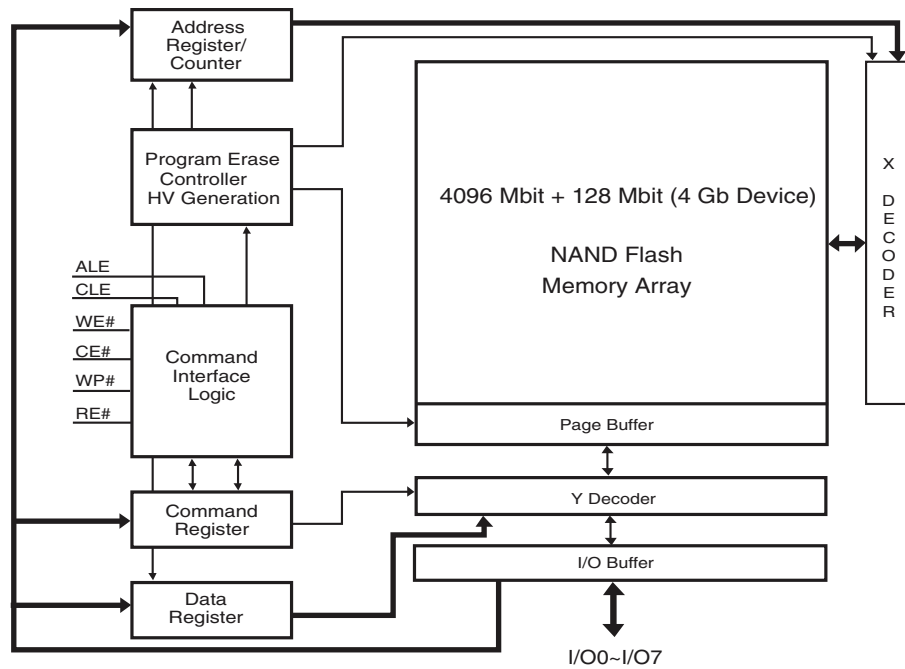 Address
Register/
Counter
Program Erase
Controller
HV Generation
4096 Mbit + 128 Mbit (4 Gb Device)
NAND Flash
Memory Array
X
D
E
C
O
D
E
R
ALE
CLE
WE#
CE#
WP#
RE#
Command
Interface
Logic
Page Buffer
Command
Register
Y Decoder
I/O Buffer
Data
Register
I/O0~I/O7